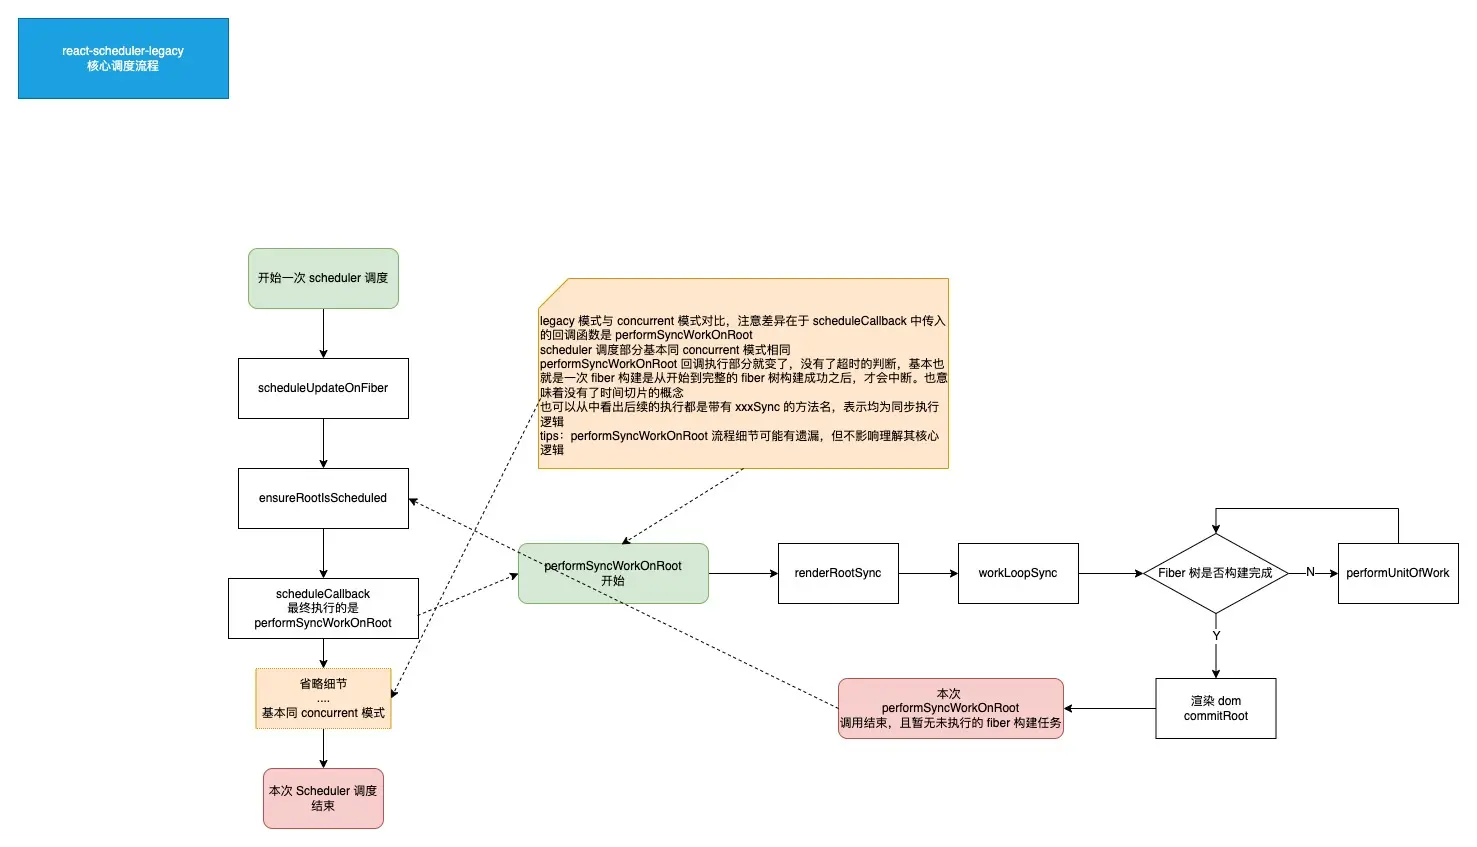 react-scheduler-legacy
核心调度流程
开始一次 scheduler 调度
scheduleUpdateOnFiber
ensureRootIsScheduled
scheduleCallback
最终执行的是
performSyncWorkOnRoot
省略细节
....
基本同 concurrent 模式
本次 Scheduler 调度
结束
legacy 模式与 concurrent 模式对比，注意差异在于 scheduleCallback 中传入
的回调函数是 performSyncWorkOnRoot
scheduler 调度部分基本同 concurrent 模式相同
performSyncWorkOnRoot 回调执行部分就变了，没有了超时的判断，基本也
就是一次 fiber 构建是从开始到完整的 fiber 树构建成功之后，才会中断。也意
味着没有了时间切片的概念
也可以从中看出后续的执行都是带有 xxxSync 的方法名，表示均为同步执行
逻辑
tips：performSyncWorkOnRoot 流程细节可能有遗漏，但不影响理解其核心
逻辑
performSyncWorkOnRoot
开始
renderRootSync
workLoopSync
Fiber 树是否构建完成
N
performUnitOfWork
Y
渲染 dom
commitRoot
本次
performSyncWorkOnRoot
调用结束，且暂无未执行的 fiber 构建任务